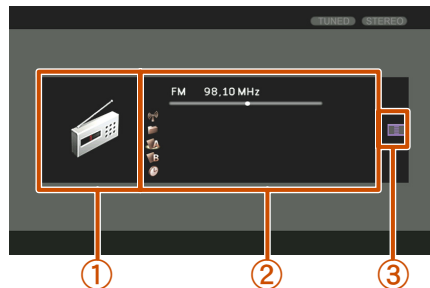 TUNED STEREO
FM 98,10 MHz
A
B
① ② ③